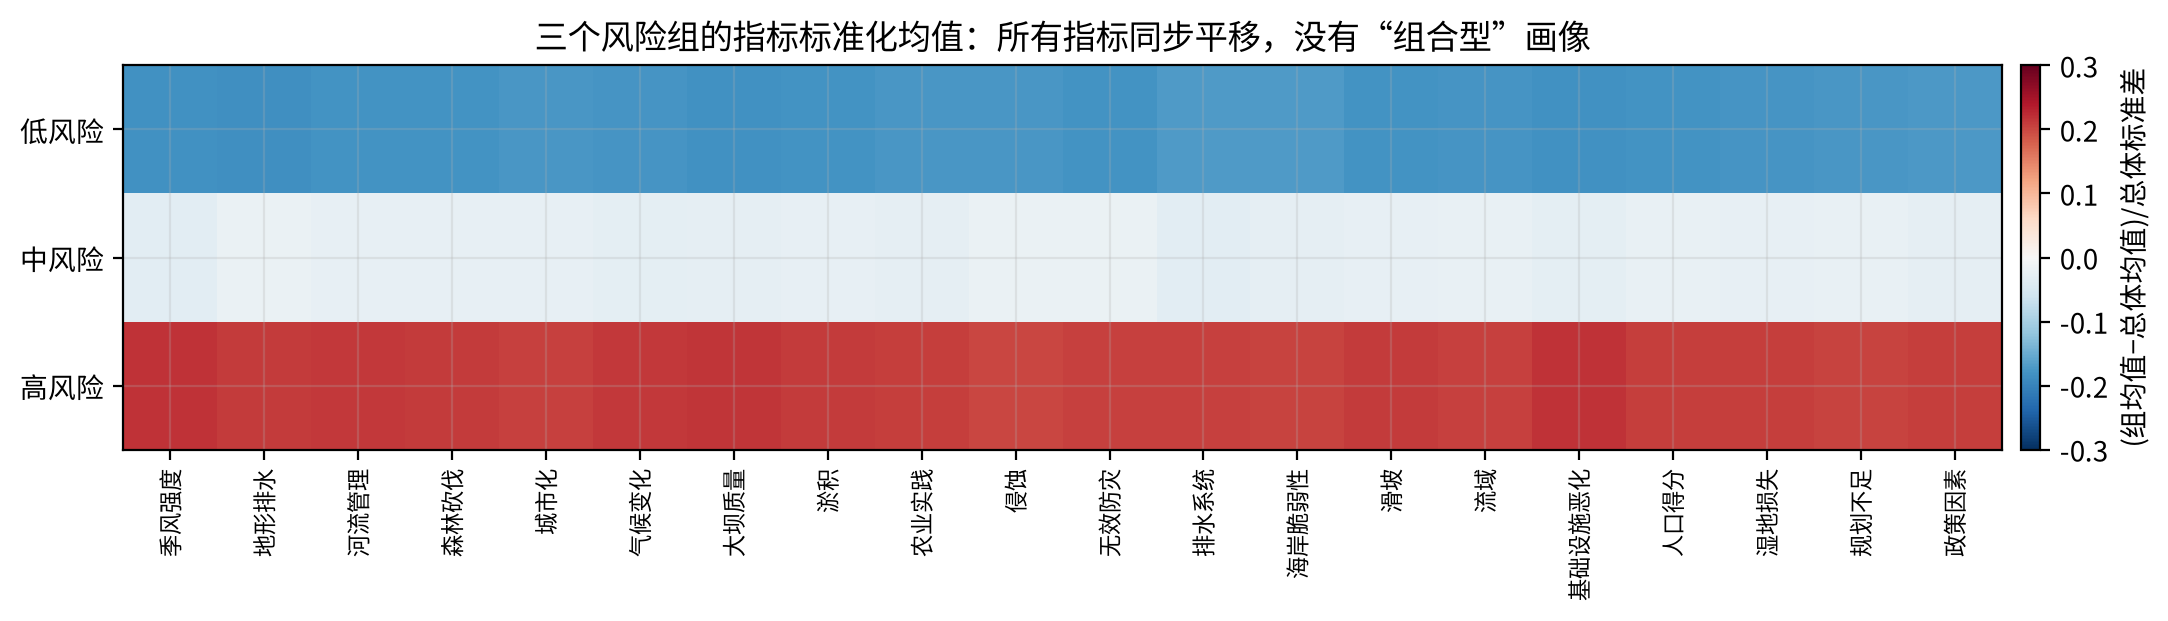 三个风险组的指标标准化均值：所有指标同步平移，没有“组合型”画像
低风险
中风险
高风险
季风强度
地形排水
河流管理
森林砍伐
城市化
气候变化
大坝质量
淤积
农业实践
侵蚀
无效防灾
排水系统
海岸脆弱性
滑坡
流域
基础设施恶化
人口得分
湿地损失
规划不足
政策因素
0.3
0.2
0.1
0.0
-0.1
-0.2
-0.3
(组均值−总体均值)/总体标准差